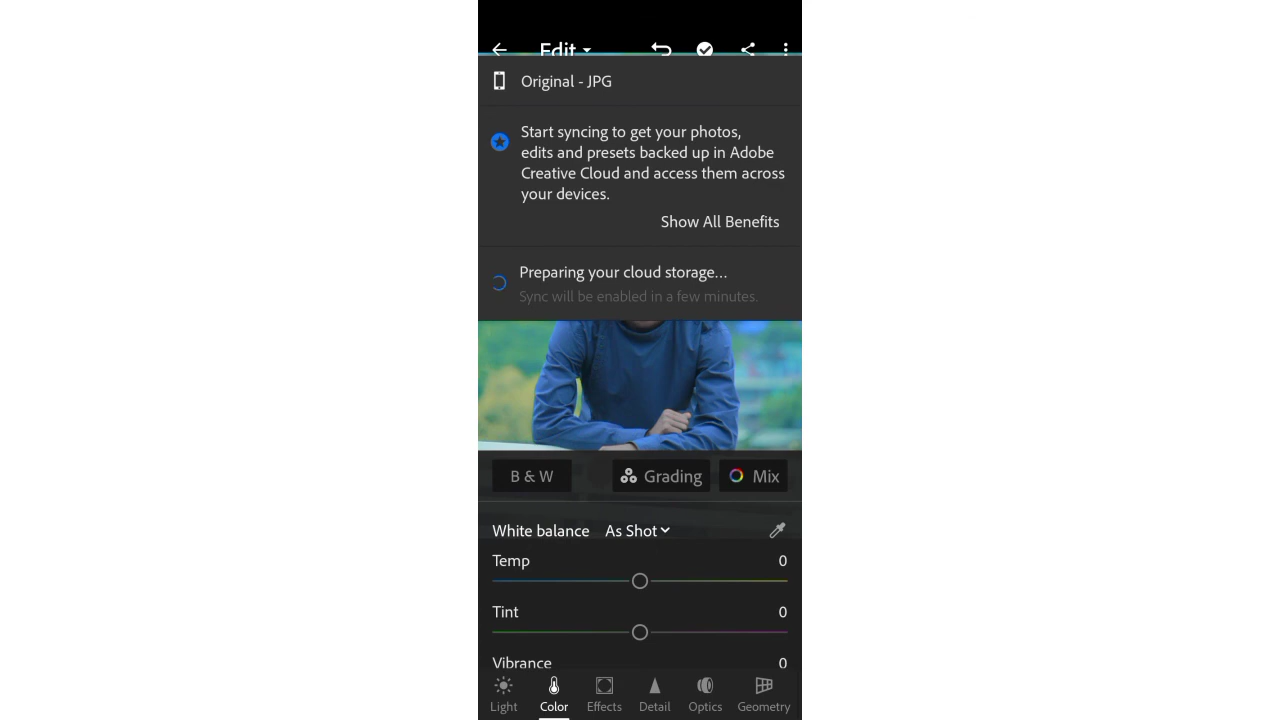 Edit
Original - JPG
Start syncing to get your photos,
edits and presets backed up in Adobe
Creative Cloud and access them across
your devices.
Show All Benefits
Preparing your cloud storage...
Sync will be enabled in a few minutes.
B & W Grading Mix
White balance As Shot
Temp 0
Tint 0
Vibrance 0
Light Color Effects Detail Optics Geometry